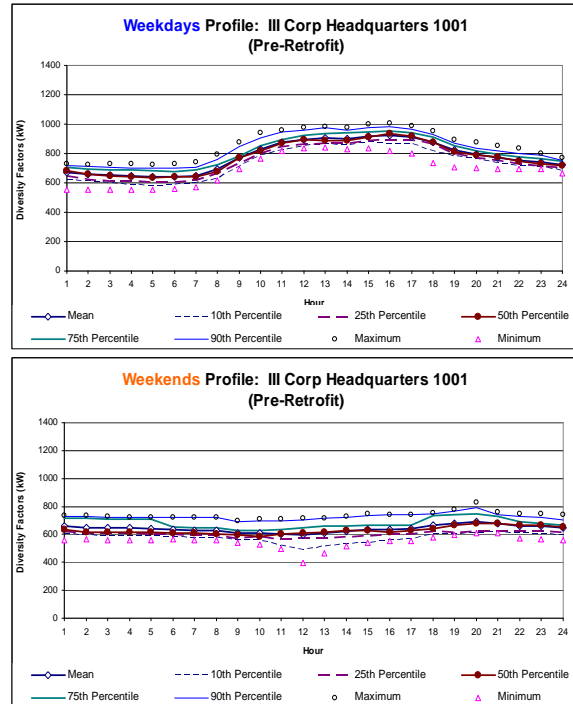 Weekdays Profile: III Corp Headquarters 1001
(Pre-Retrofit)
1400
1200
1000
800
600
400
200
0
Diversity Factors (kW)
1 2 3 4 5 6 7 8 9 10 11 12 13 14 15 16 17 18 19 20 21 22 23 24
Hour
Mean 10th Percentile 25th Percentile 50th Percentile
75th Percentile 90th Percentile Maximum Minimum
Weekends Profile: III Corp Headquarters 1001
(Pre-Retrofit)
1400
1200
1000
800
600
400
200
0
Diversity Factors (kW)
1 2 3 4 5 6 7 8 9 10 11 12 13 14 15 16 17 18 19 20 21 22 23 24
Hour
Mean 10th Percentile 25th Percentile 50th Percentile
75th Percentile 90th Percentile Maximum Minimum